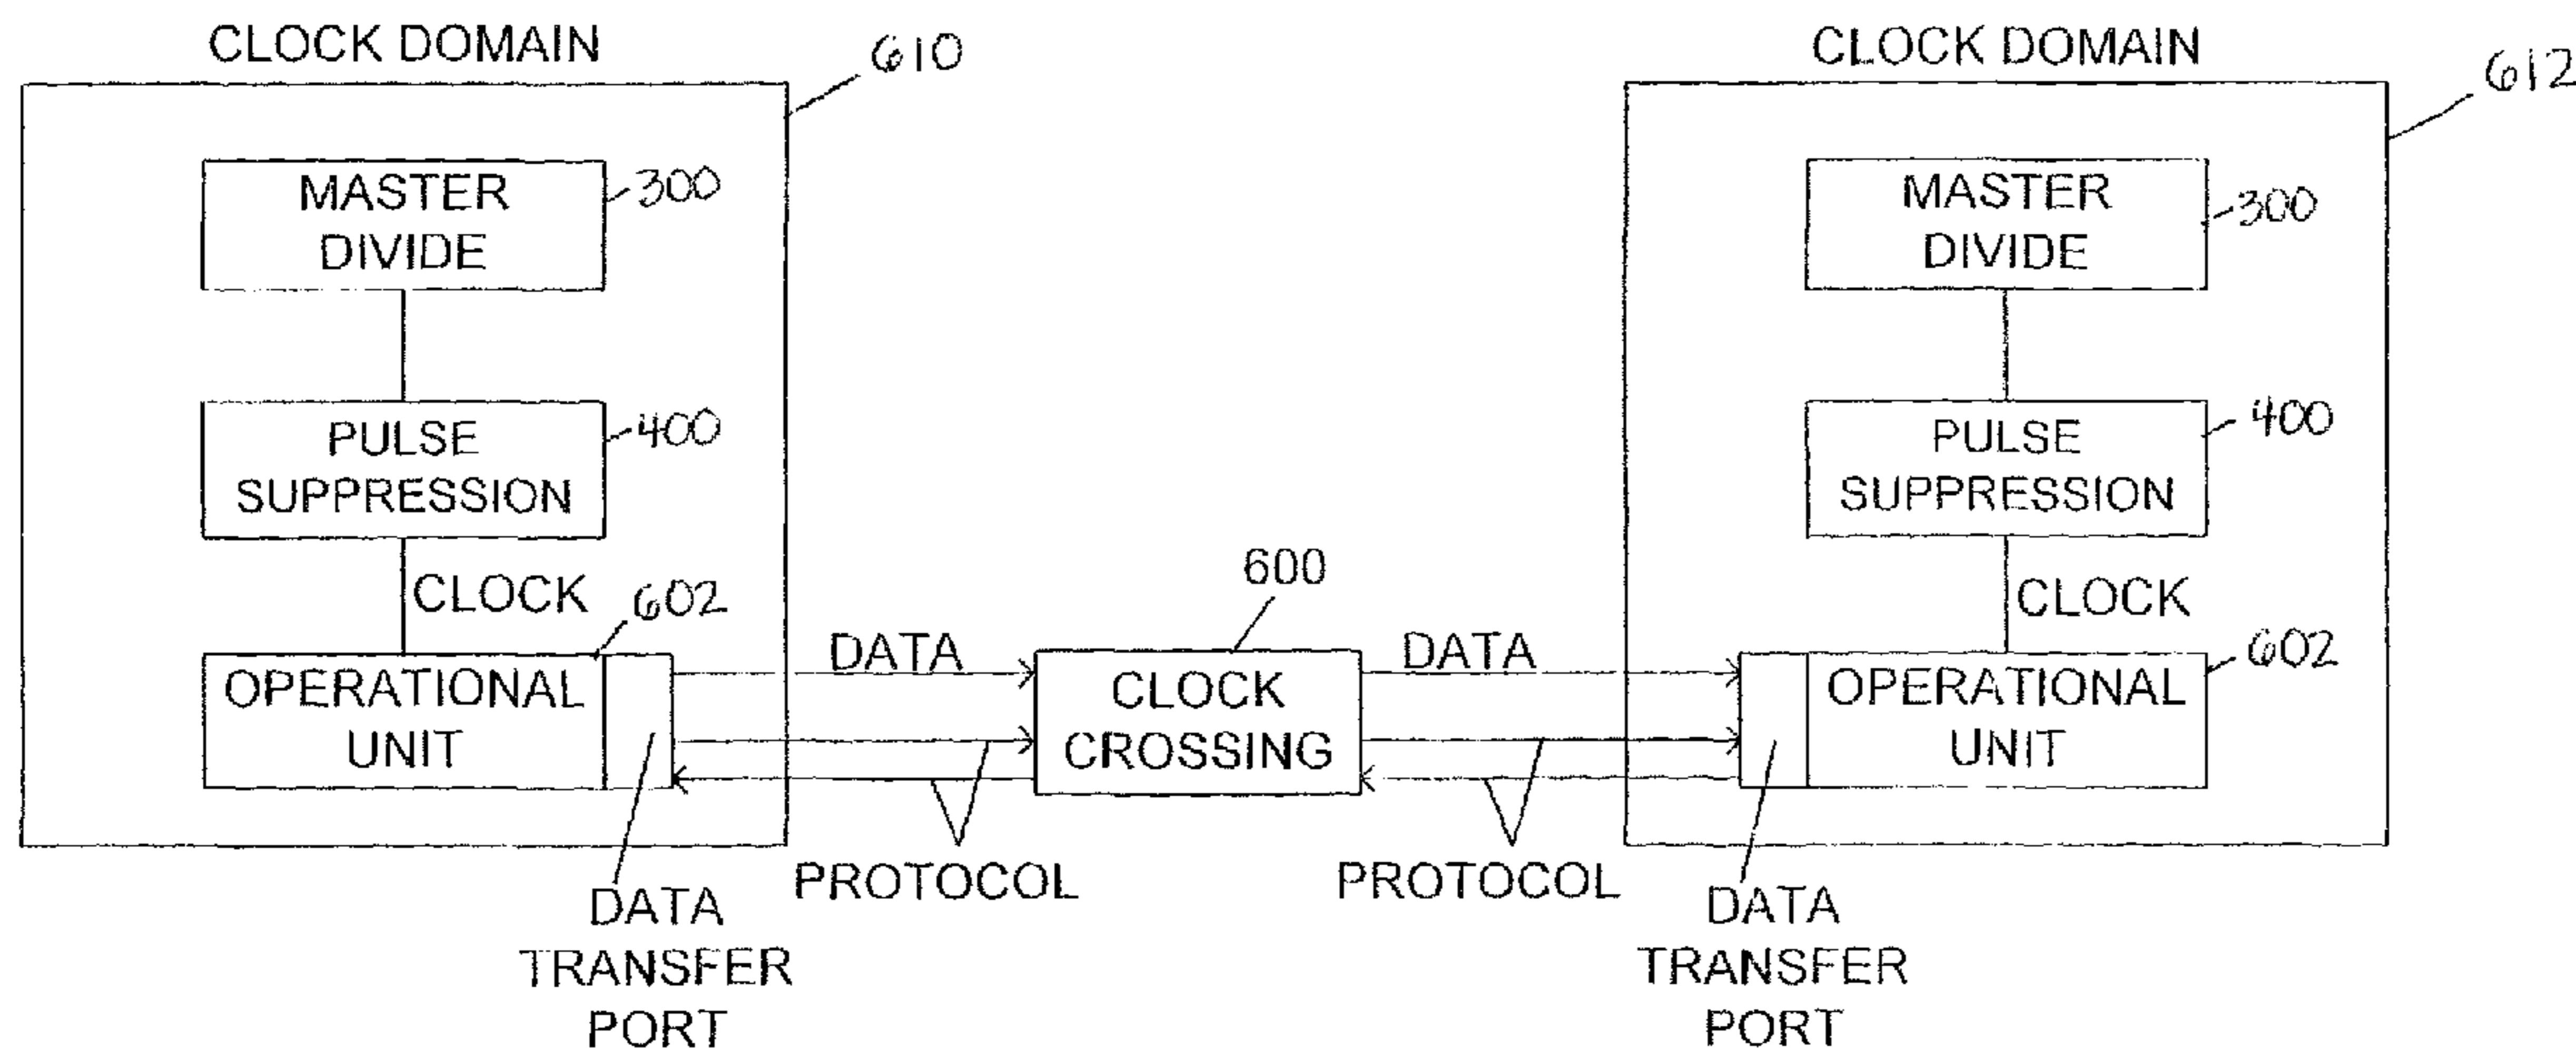 CLOCK DOMAIN
610
MASTER
DIVIDE
300
PULSE
SUPPRESSION
400
CLOCK
602
OPERATIONAL
UNIT
DATA
TRANSFER
PORT
DATA
PROTOCOL
600
CLOCK
CROSSING
DATA
PROTOCOL
CLOCK DOMAIN
612
MASTER
DIVIDE
300
PULSE
SUPPRESSION
400
CLOCK
602
OPERATIONAL
UNIT
DATA
TRANSFER
PORT